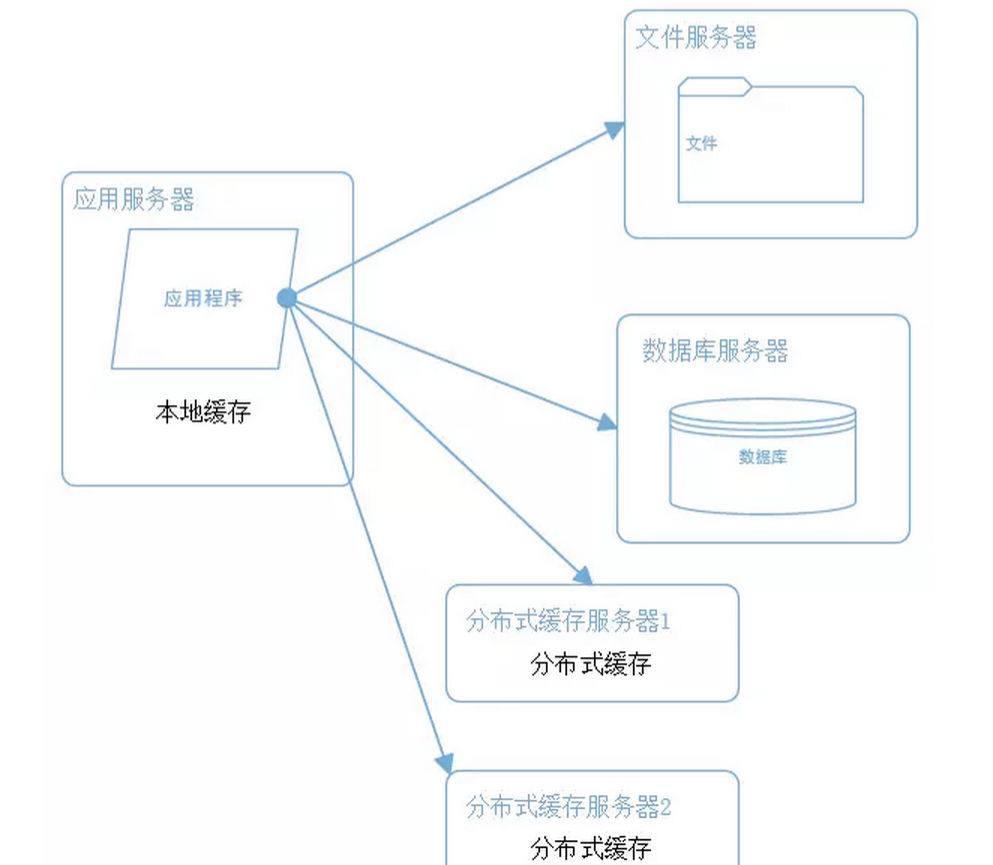 文件服务器
文件
应用服务器
应用程序
本地缓存
数据库服务器
数据库
分布式缓存服务器1
分布式缓存
分布式缓存服务器2
分布式缓存